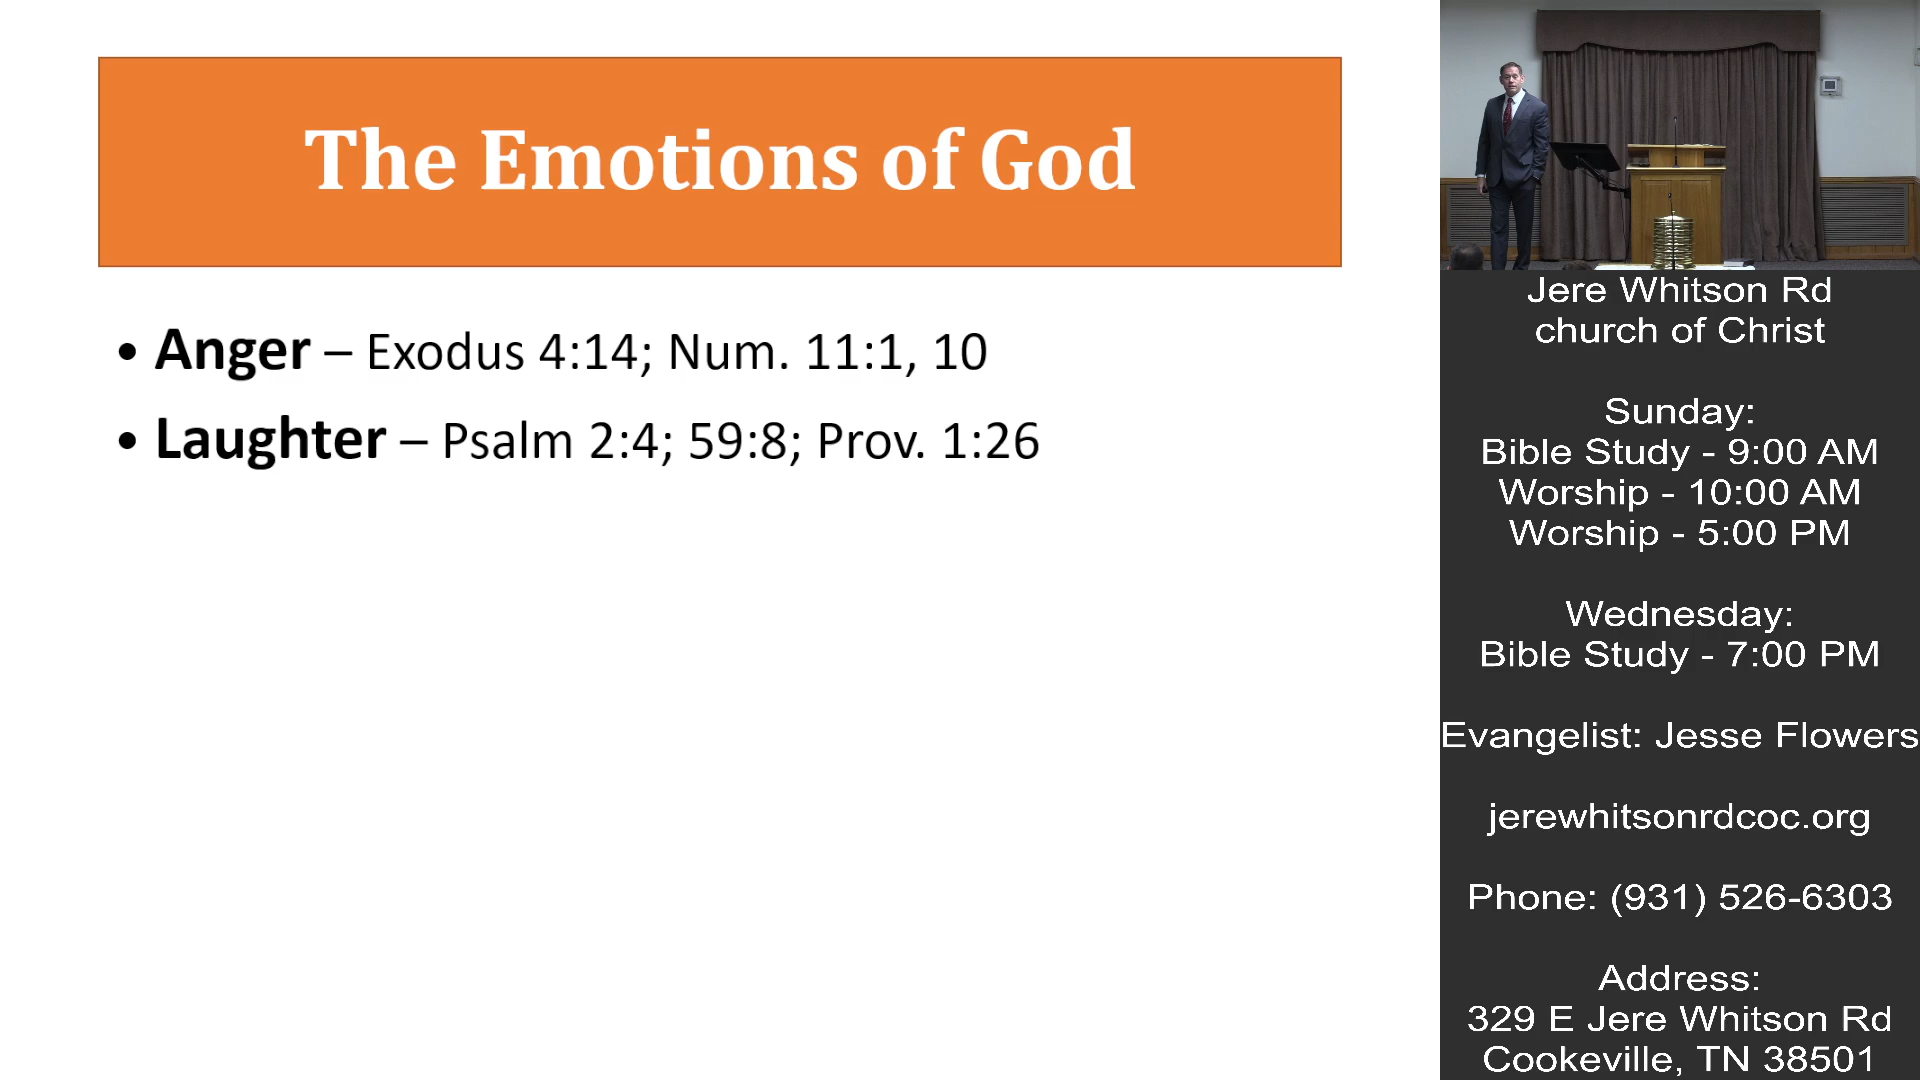 The Emotions of God
• Anger – Exodus 4:14; Num. 11:1, 10
• Laughter – Psalm 2:4; 59:8; Prov. 1:26
Jere Whitson Rd
church of Christ
Sunday:
Bible Study - 9:00 AM
Worship - 10:00 AM
Worship - 5:00 PM
Wednesday:
Bible Study - 7:00 PM
Evangelist: Jesse Flowers
jerewhitsonrdcoc.org
Phone: (931) 526-6303
Address:
329 E Jere Whitson Rd
Cookeville, TN 38501